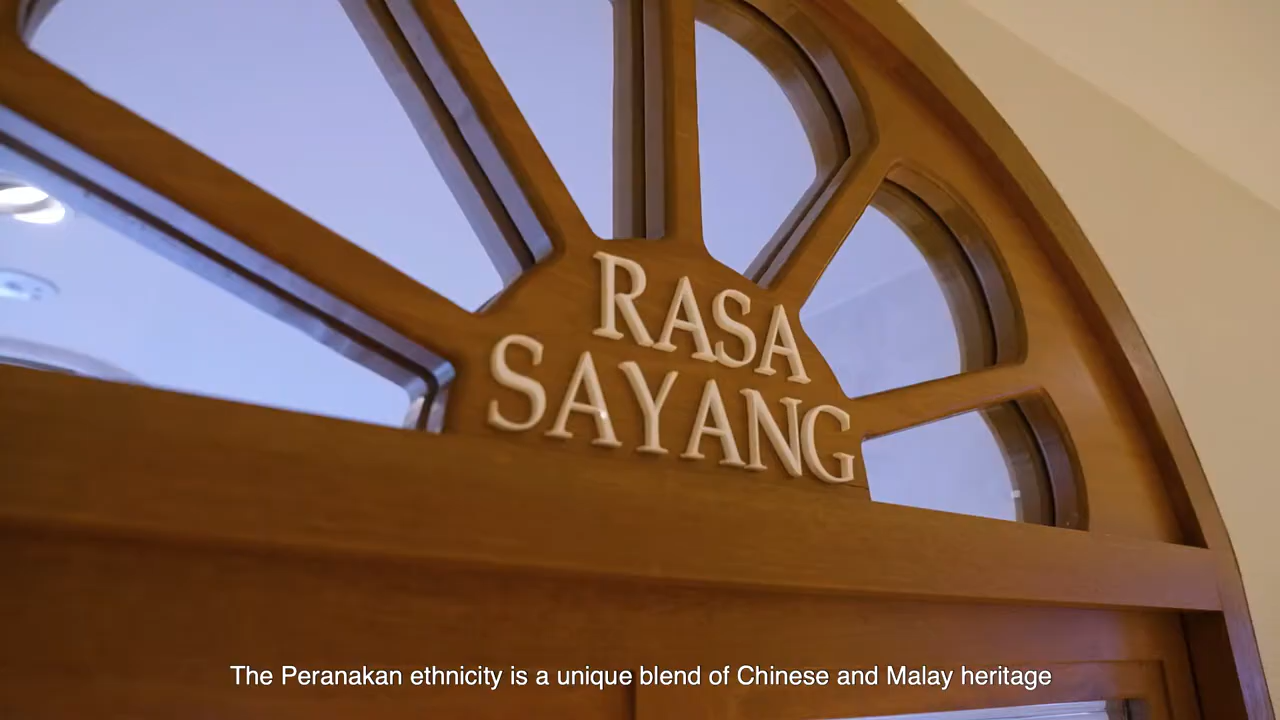 RASA
SAYANG
The Peranakan ethnicity is a unique blend of Chinese and Malay heritage